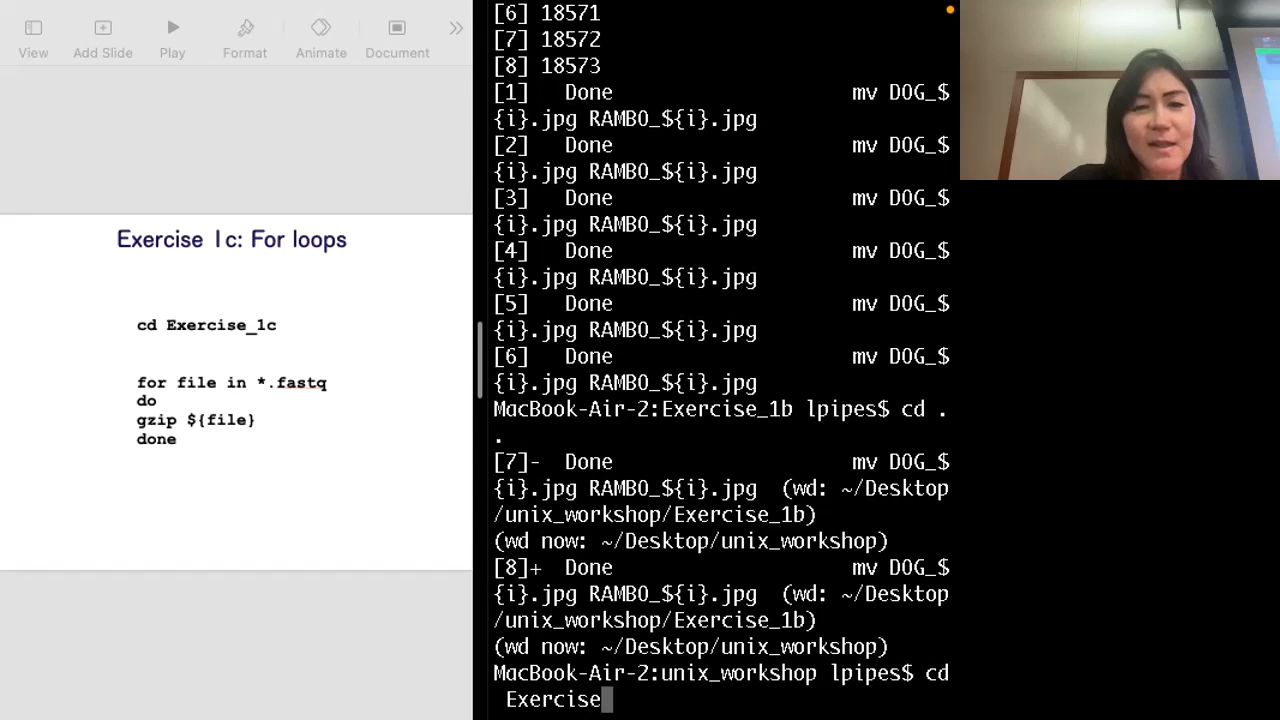 View
Add Slide
Play
Format
Animate
Document
Exercise 1c: For loops
cd Exercise_1c
for file in *.fastq
do
gzip ${file}
done
[6] 18571
[7] 18572
[8] 18573
[1]   Done                    mv DOG_$
{i}.jpg RAMBO_${i}.jpg
[2]   Done                    mv DOG_$
{i}.jpg RAMBO_${i}.jpg
[3]   Done                    mv DOG_$
{i}.jpg RAMBO_${i}.jpg
[4]   Done                    mv DOG_$
{i}.jpg RAMBO_${i}.jpg
[5]   Done                    mv DOG_$
{i}.jpg RAMBO_${i}.jpg
[6]   Done                    mv DOG_$
{i}.jpg RAMBO_${i}.jpg
MacBook-Air-2:Exercise_1b lpipes$ cd .
.
[7]-  Done                    mv DOG_$
{i}.jpg RAMBO_${i}.jpg  (wd: ~/Desktop
/unix_workshop/Exercise_1b)
(wd now: ~/Desktop/unix_workshop)
[8]+  Done                    mv DOG_$
{i}.jpg RAMBO_${i}.jpg  (wd: ~/Desktop
/unix_workshop/Exercise_1b)
(wd now: ~/Desktop/unix_workshop)
MacBook-Air-2:unix_workshop lpipes$ cd
 Exercise